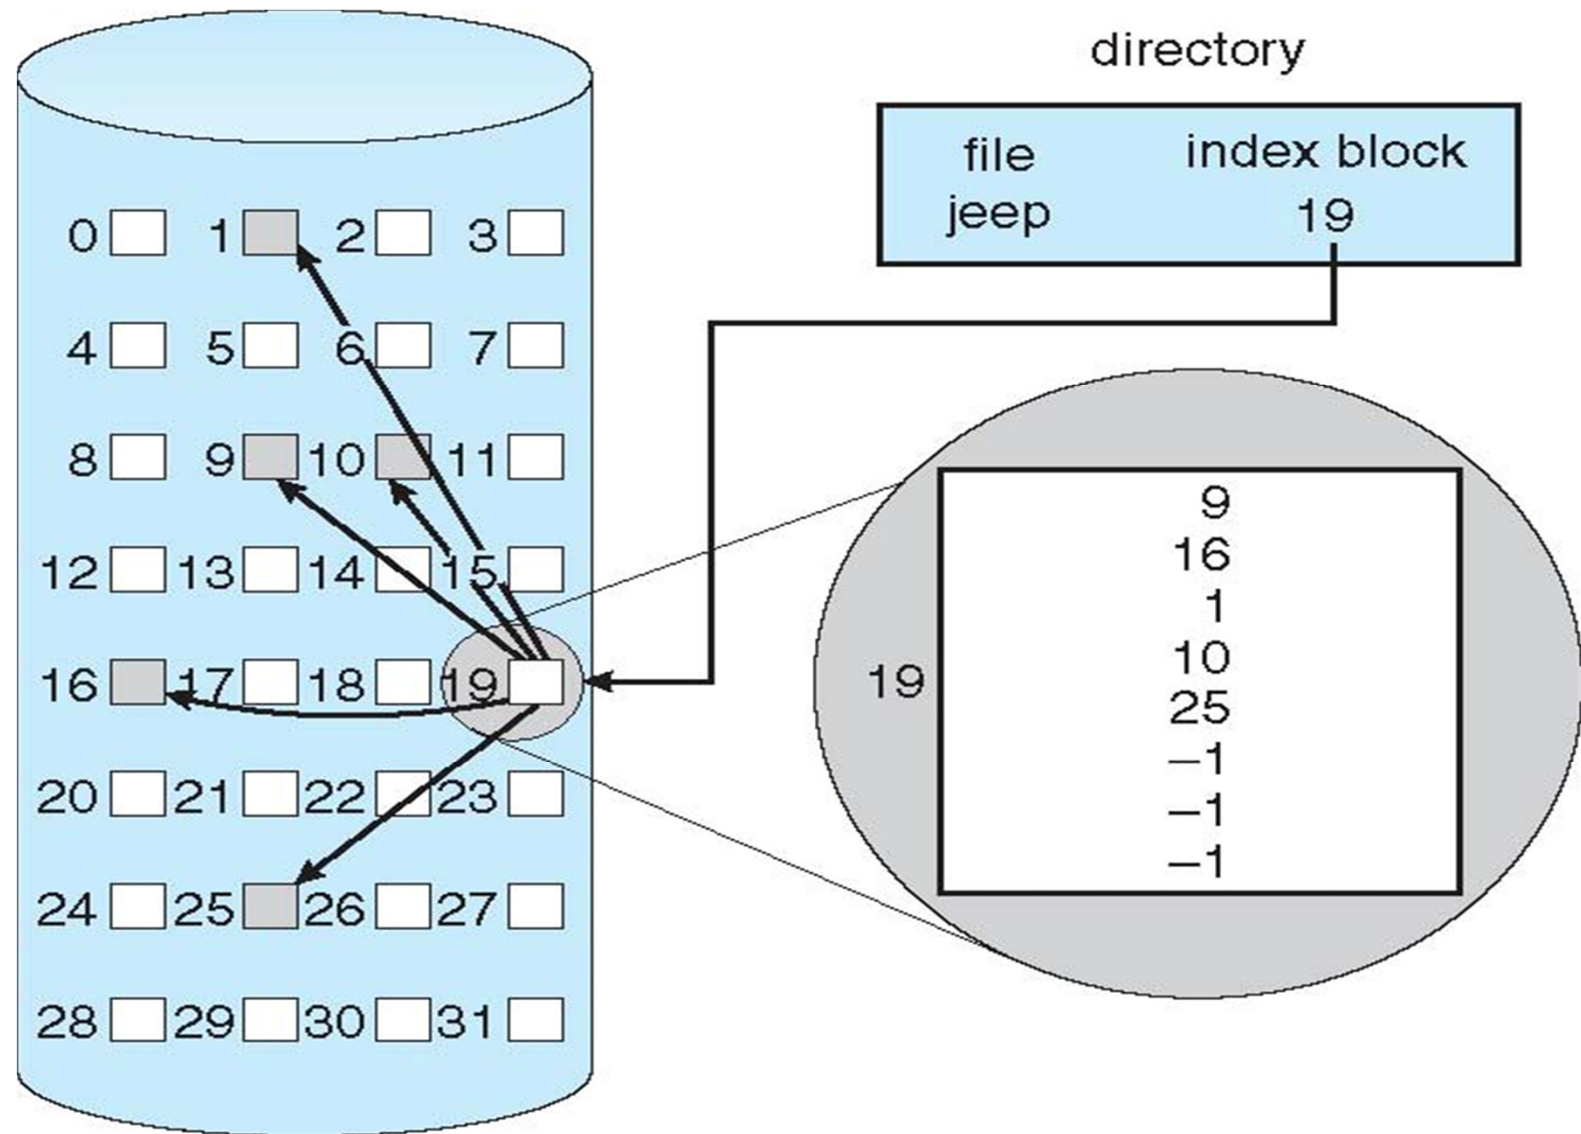 directory
file index block
jeep 19
0 1 2 3
4 5 6 7
8 9 10 11
12 13 14 15
16 17 18 19
20 21 22 23
24 25 26 27
28 29 30 31
19
9
16
1
10
25
–1
–1
–1